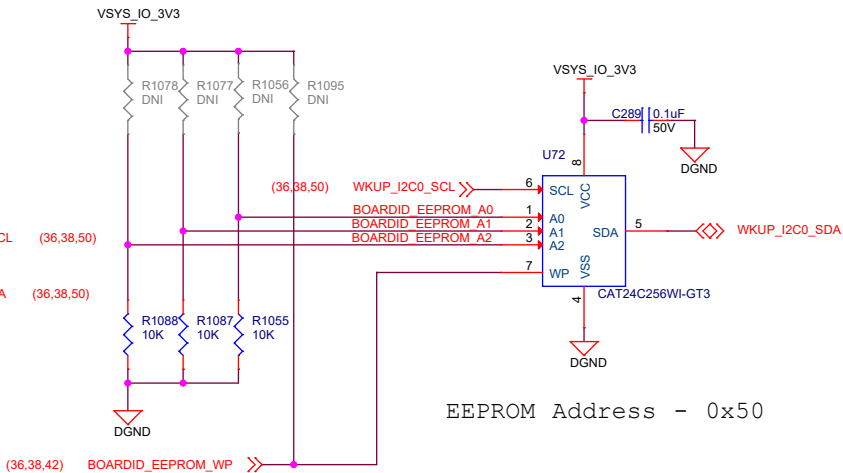 VSYS_IO_3V3
R1078
DNI
R1077
DNI
R1056
DNI
R1095
DNI
VSYS_IO_3V3
C289
0.1uF
50V
DGND
U72
8
VCC
(36,38,50) WKUP_I2C0_SCL
6
SCL
BOARDID_EEPROM_A0
1
A0
BOARDID_EEPROM_A1
2
A1
BOARDID_EEPROM_A2
3
A2
SDA
5
WKUP_I2C0_SDA
7
WP
VSS
4
CAT24C256WI-GT3
DGND
CL (36,38,50)
A (36,38,50)
R1088
10K
R1087
10K
R1055
10K
DGND
EEPROM Address - 0x50
(36,38,42) BOARDID_EEPROM_WP